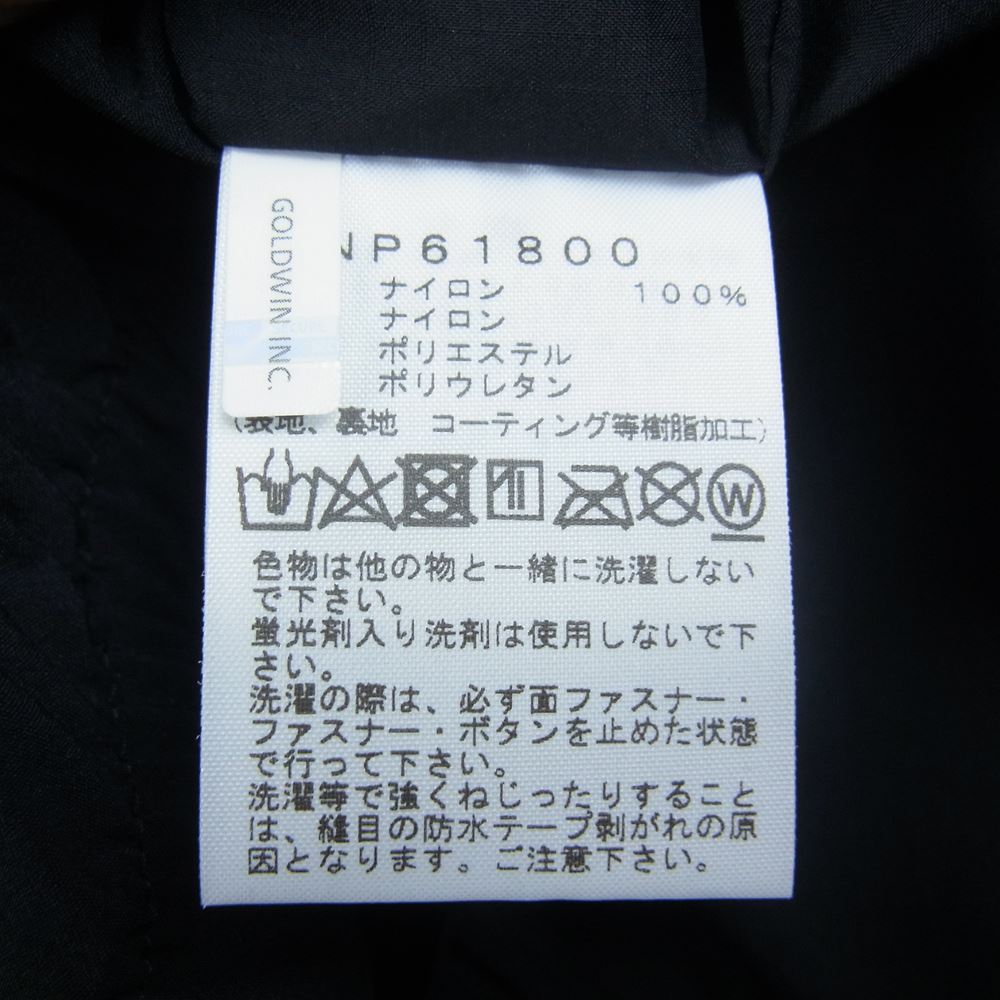 GOLDWIN INC.
NP61800
ナイロン 100%
ナイロン
ポリエステル
ポリウレタン
(表地、裏地 コーティング等樹脂加工)
W
色物は他の物と一緒に洗濯しない
で下さい。
蛍光剤入り洗剤は使用しないで下
さい。
洗濯の際は、必ず面ファスナー・
ファスナー・ボタンを止めた状態
で行って下さい。
洗濯等で強くねじったりすること
は、縫目の防水テープ剥がれの原
因となります。ご注意下さい。